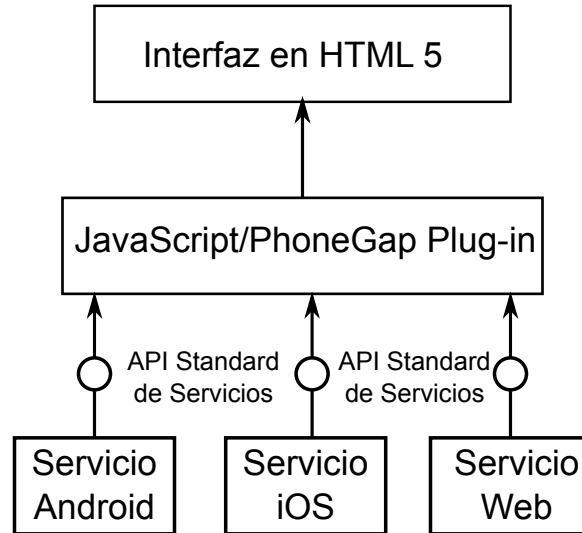 Interfaz en HTML 5
JavaScript/PhoneGap Plug-in
API Standard
de Servicios
API Standard
de Servicios
Servicio
Android
Servicio
iOS
Servicio
Web